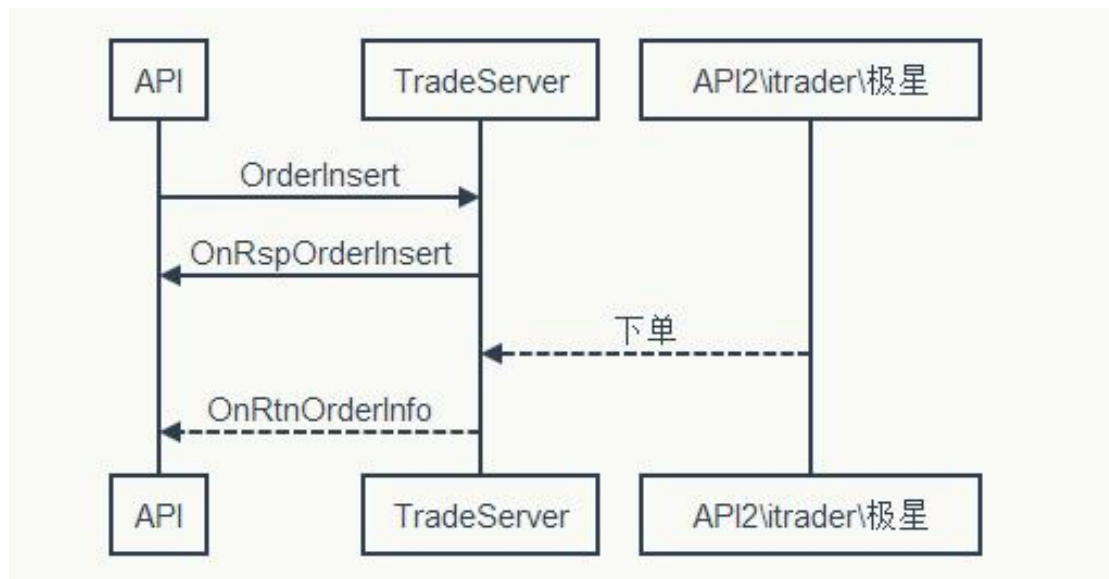 API
TradeServer
API2\itrader\极星
OrderInsert
OnRspOrderInsert
下单
OnRtnOrderInfo
API
TradeServer
API2\itrader\极星